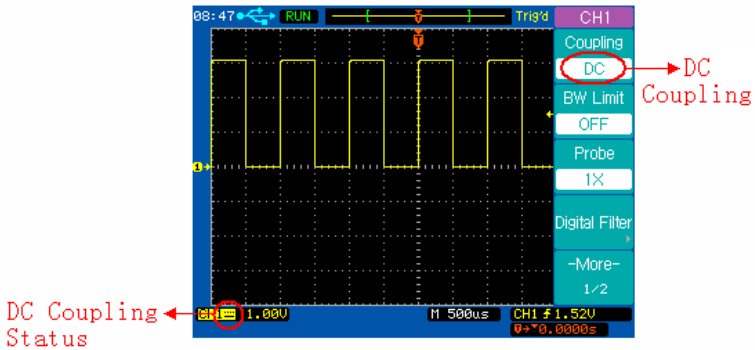 08:47 RUN Trig'd CH1
T
Coupling
DC
DC
Coupling
BW Limit
OFF
Probe
1X
1
Digital Filter
-More-
1/2
DC Coupling
Status
CH1 1.00V M 500us CH1 1.52V
0.0000s